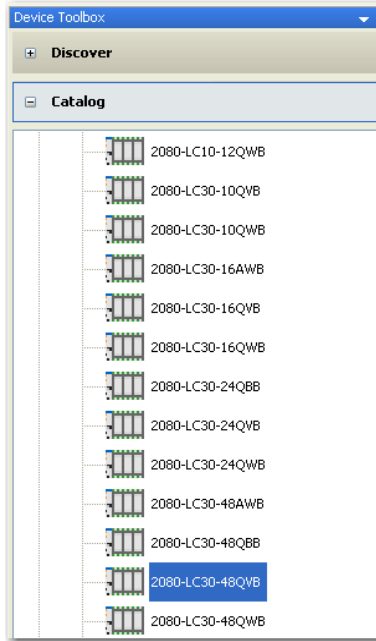 Device Toolbox
Discover
Catalog
2080-LC10-12QWB
2080-LC30-10QVB
2080-LC30-10QWB
2080-LC30-16AWB
2080-LC30-16QVB
2080-LC30-16QWB
2080-LC30-24QBB
2080-LC30-24QVB
2080-LC30-24QWB
2080-LC30-48AWB
2080-LC30-48QBB
2080-LC30-48QVB
2080-LC30-48QWB